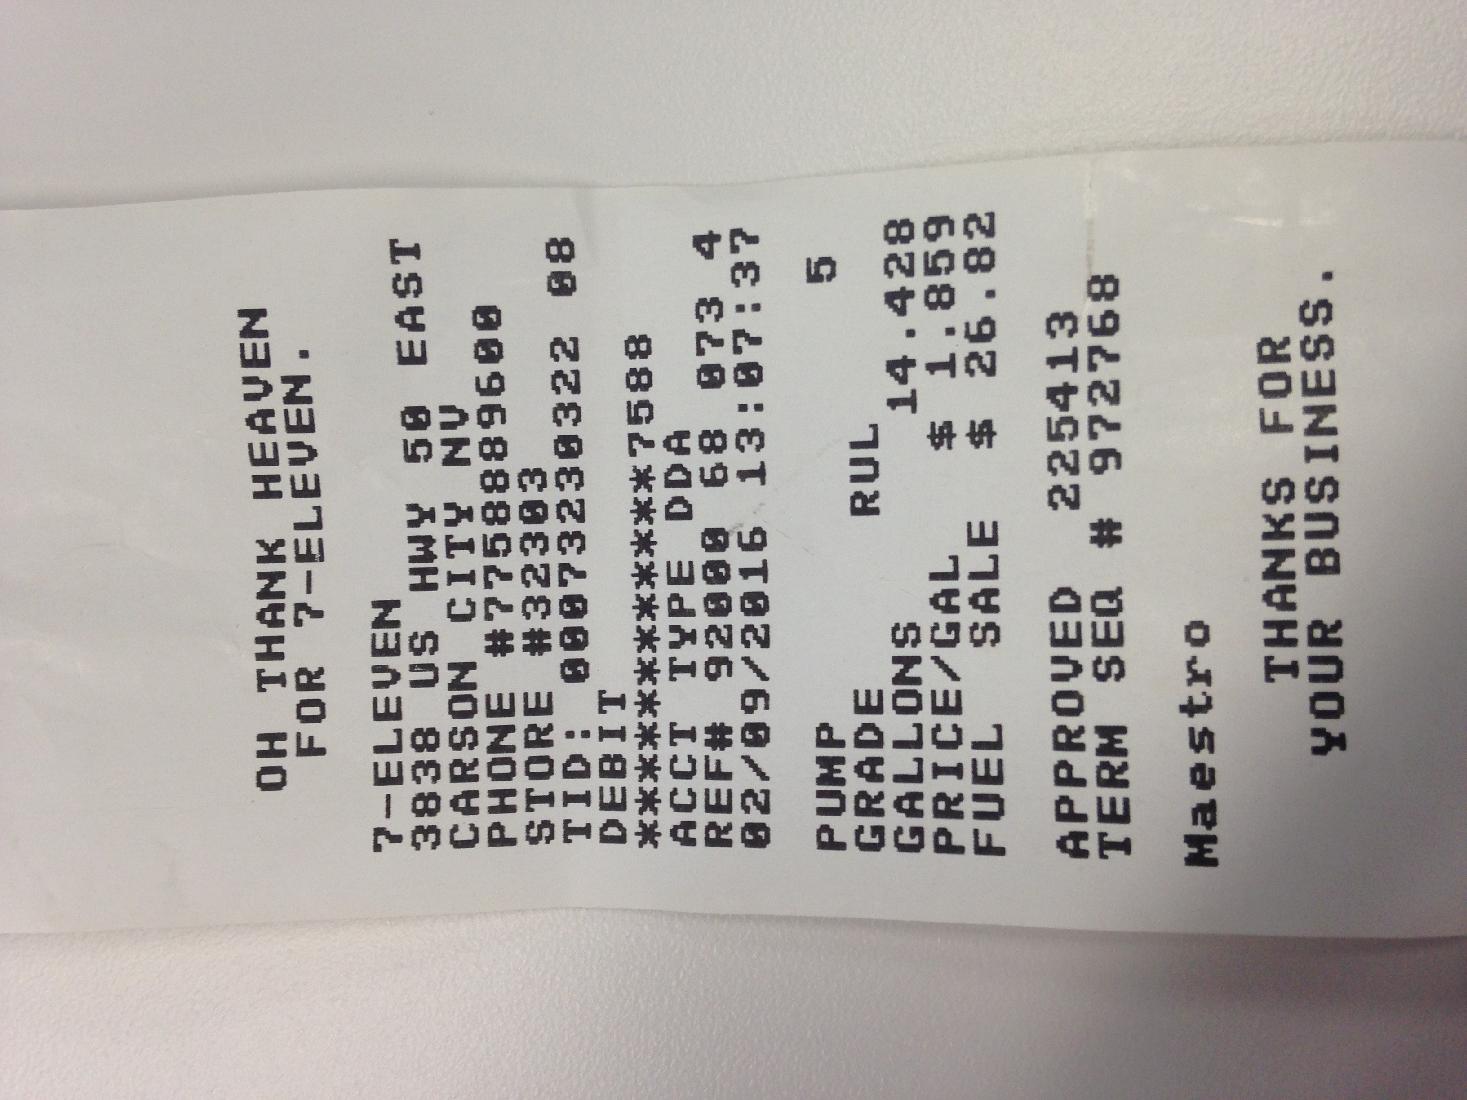 OH THANK HEAVEN
FOR 7-ELEVEN.
7-ELEVEN
3838 US HWY 50 EAST
CARSON CITY NV
PHONE #7758889600
STORE #32303
TID: 00073230322 08
DEBIT
***************7588
ACCT TYPE DDA
REF# 92000 68 073 4
02/09/2016 13:07:37
PUMP 5
GRADE RUL
GALLONS 14.428
PRICE/GAL $ 1.859
FUEL SALE $ 26.82
APPROVED 225413
TERM SEQ # 972768
Maestro
THANKS FOR
YOUR BUSINESS.